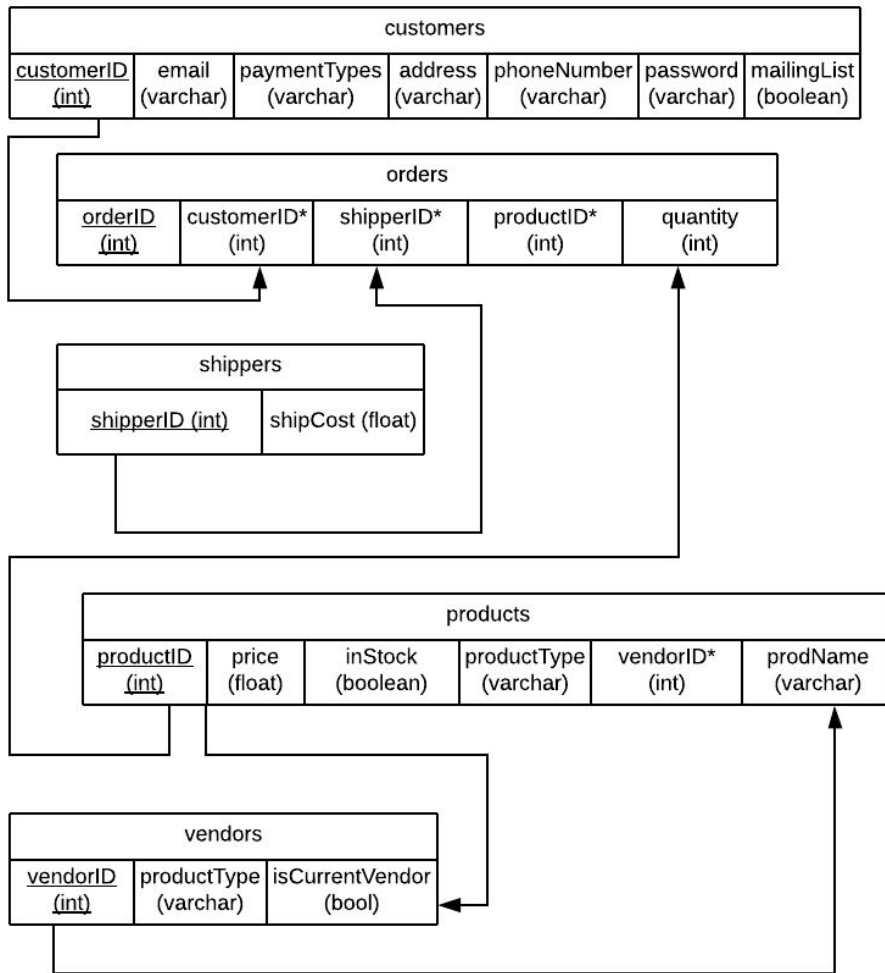 customers
customerID email paymentTypes address phoneNumber password mailingList
(int) (varchar) (varchar) (varchar) (varchar) (varchar) (boolean)
orders
orderID customerID* shipperID* productID* quantity
(int) (int) (int) (int) (int)
shippers
shipperID (int) shipCost (float)
products
productID price inStock productType vendorID* prodName
(int) (float) (boolean) (varchar) (int) (varchar)
vendors
vendorID productType isCurrentVendor
(int) (varchar) (bool)